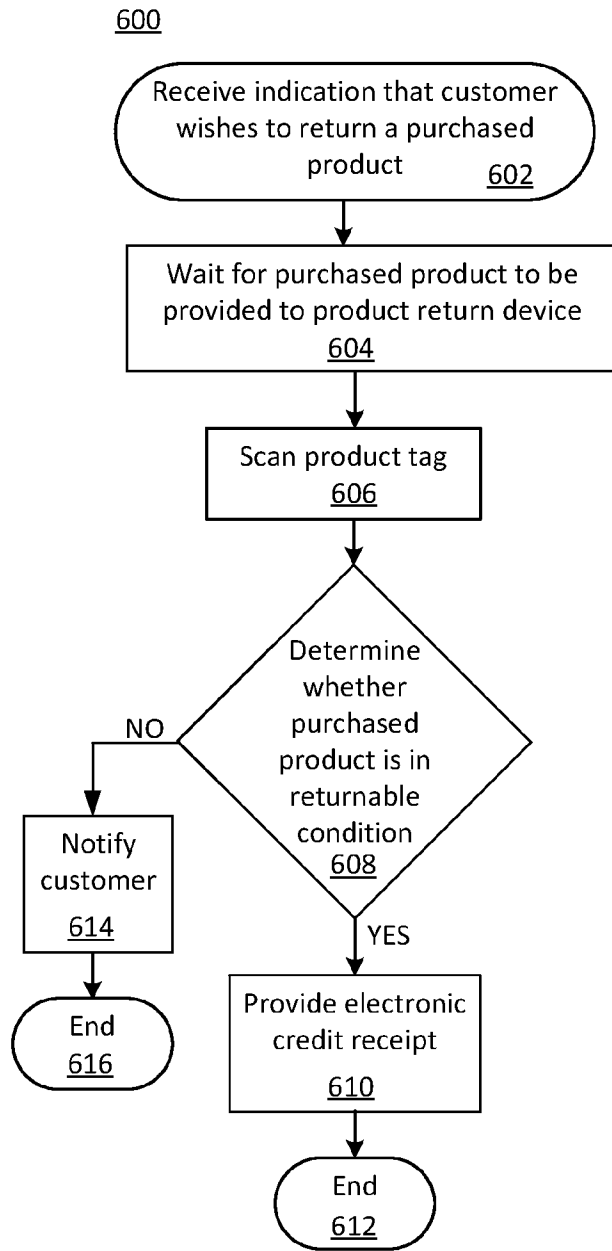 600
Receive indication that customer
wishes to return a purchased
product
602
Wait for purchased product to be
provided to product return device
604
Scan product tag
606
Determine
whether
purchased
product is in
returnable
condition
608
NO
Notify
customer
614
End
616
YES
Provide electronic
credit receipt
610
End
612